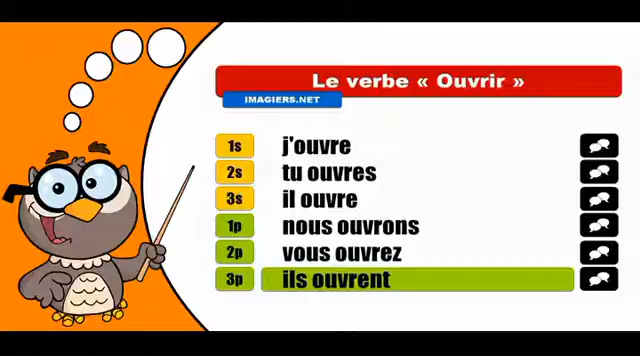 Le verbe « Ouvrir »
IMAGIERS.NET
1s j'ouvre
2s tu ouvres
3s il ouvre
1p nous ouvrons
2p vous ouvrez
3p ils ouvrent